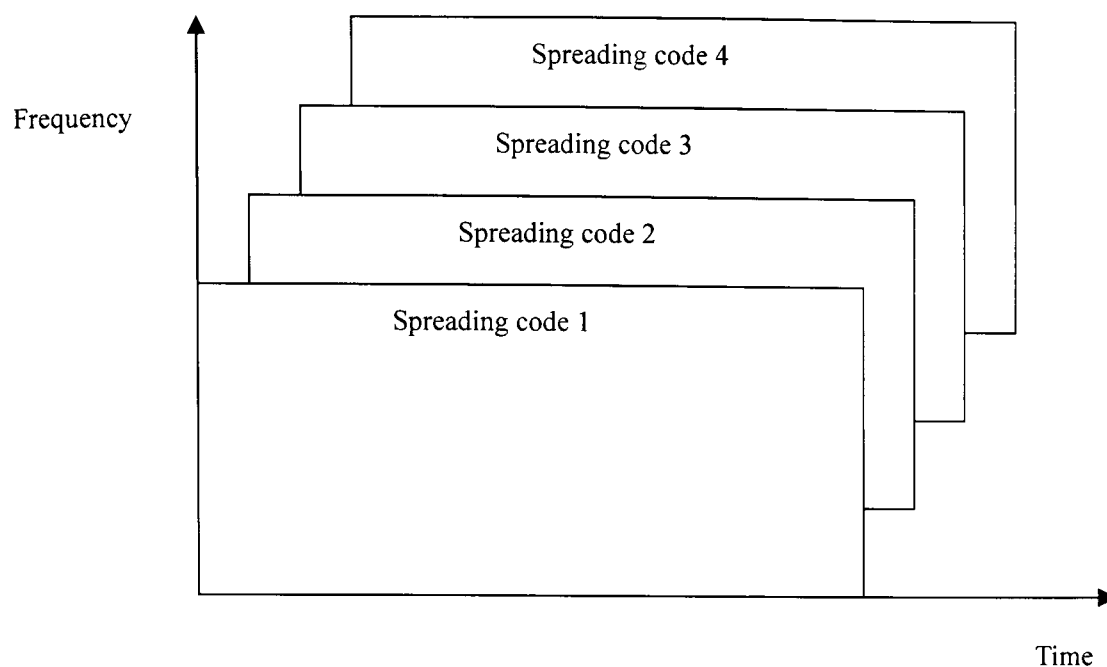 Spreading code 4
Frequency
Spreading code 3
Spreading code 2
Spreading code 1
Time